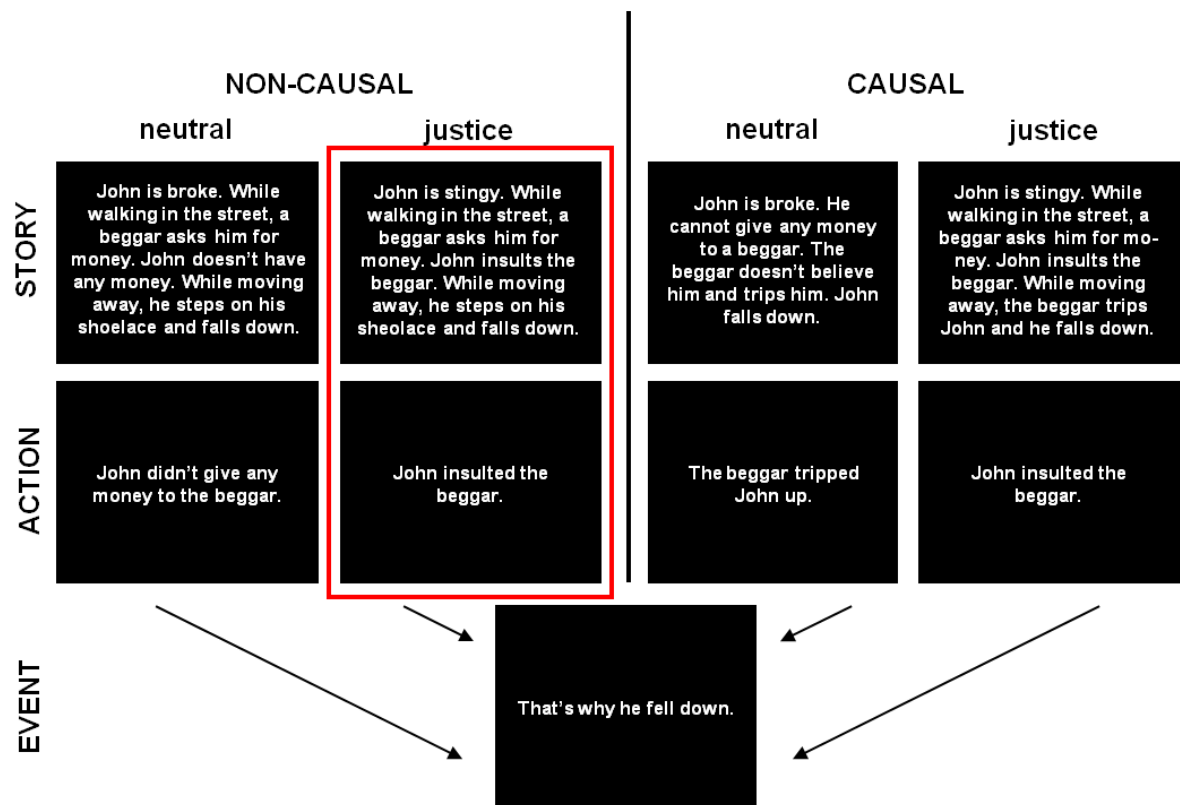 NON-CAUSAL
CAUSAL
neutral
justice
neutral
justice
STORY
John is broke. While
walking in the street, a
beggar asks him for
money. John doesn't have
any money. While moving
away, he steps on his
shoelace and falls down.
John is stingy. While
walking in the street, a
beggar asks him for
money. John insults the
beggar. While moving
away, he steps on his
sheolace and falls down.
John is broke. He
cannot give any money
to a beggar. The
beggar doesn't believe
him and trips him. John
falls down.
John is stingy. While
walking in the street, a
beggar asks him for mo-
ney. John insults the
beggar. While moving
away, the beggar trips
John and he falls down.
ACTION
John didn't give any
money to the beggar.
John insulted the
beggar.
The beggar tripped
John up.
John insulted the
beggar.
EVENT
That's why he fell down.